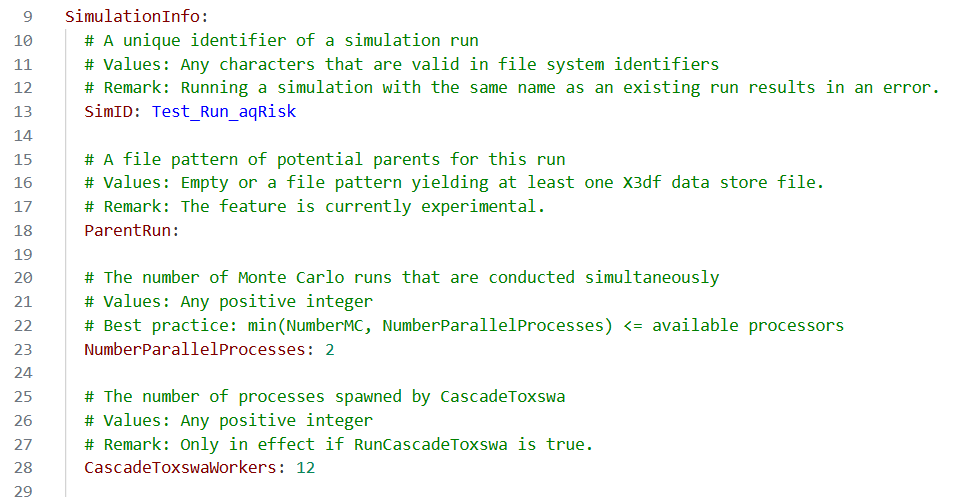 9 SimulationInfo:
10 # A unique identifier of a simulation run
11 # Values: Any characters that are valid in file system identifiers
12 # Remark: Running a simulation with the same name as an existing run results in an error.
13 SimID: Test_Run_aqRisk
14
15 # A file pattern of potential parents for this run
16 # Values: Empty or a file pattern yielding at least one X3df data store file.
17 # Remark: The feature is currently experimental.
18 ParentRun:
19
20 # The number of Monte Carlo runs that are conducted simultaneously
21 # Values: Any positive integer
22 # Best practice: min(NumberMC, NumberParallelProcesses) <= available processors
23 NumberParallelProcesses: 2
24
25 # The number of processes spawned by CascadeToxswa
26 # Values: Any positive integer
27 # Remark: Only in effect if RunCascadeToxswa is true.
28 CascadeToxswaWorkers: 12
29